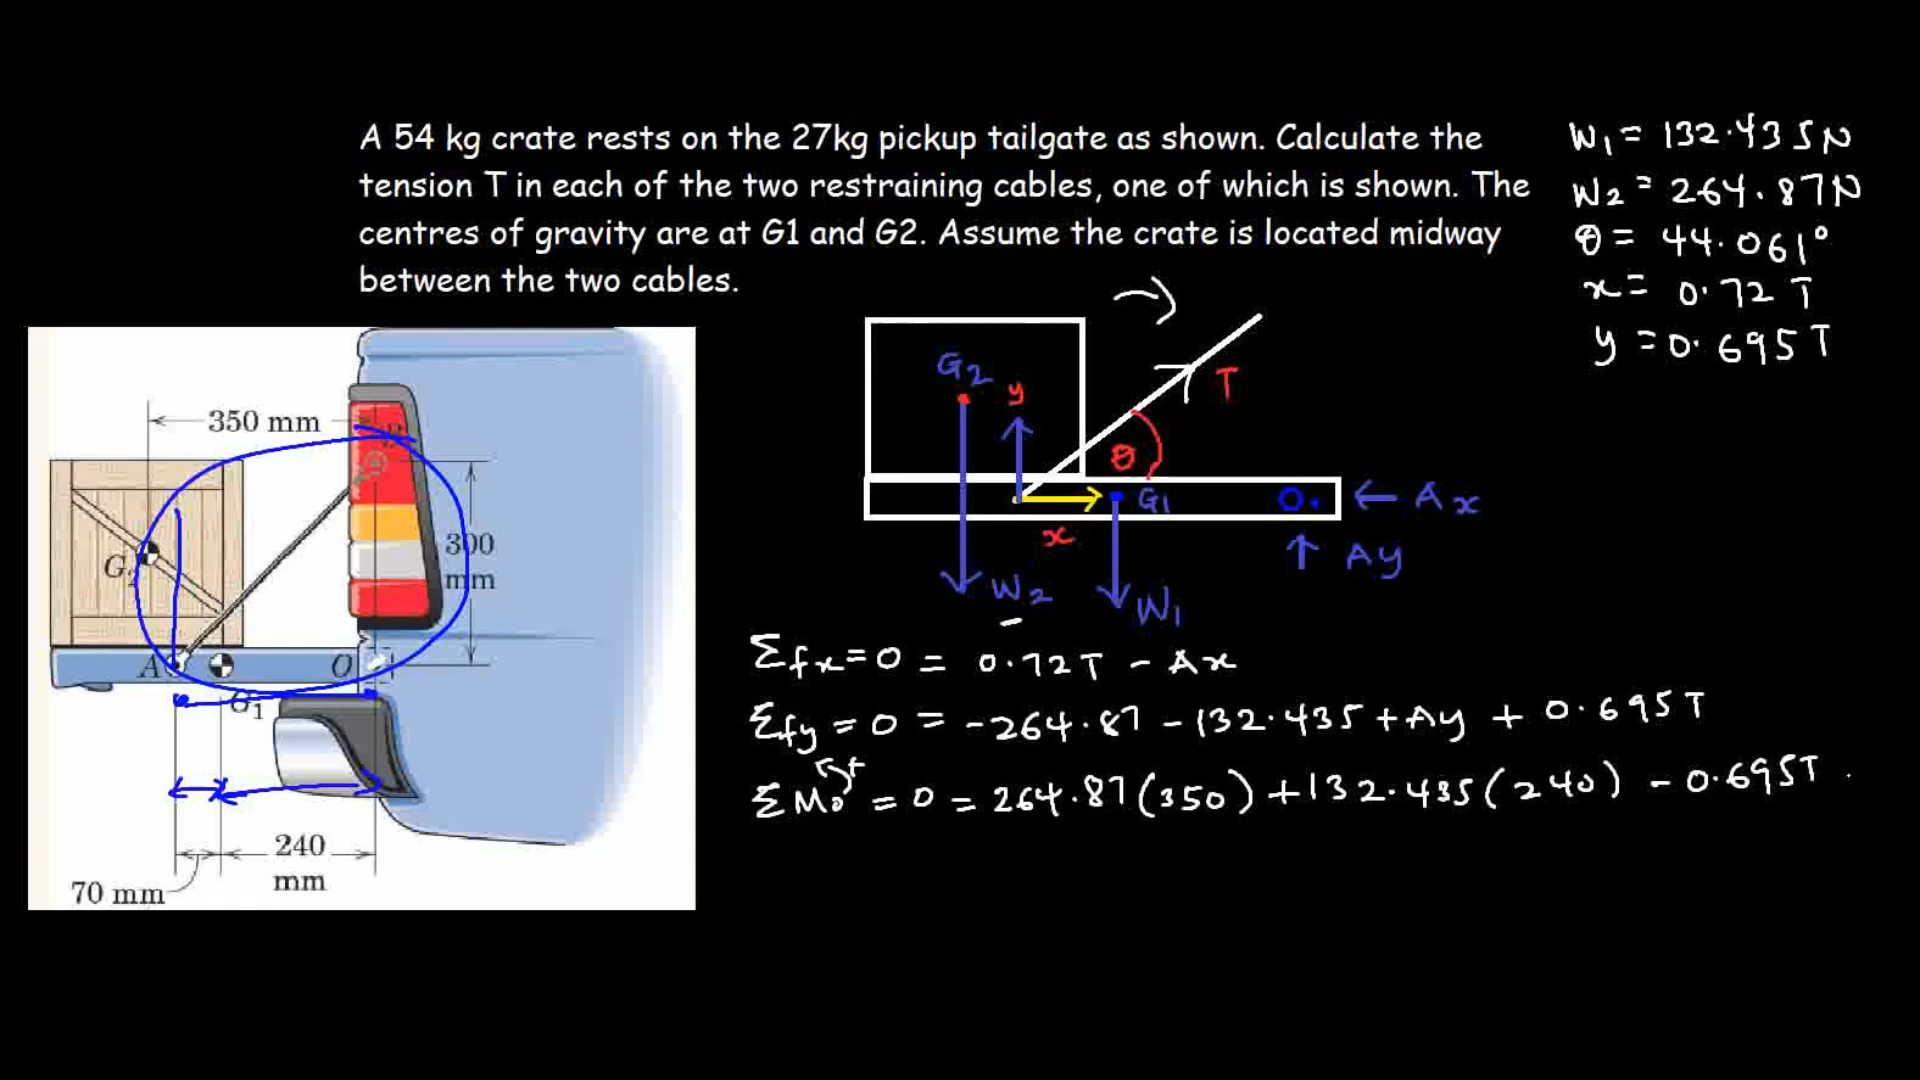 A 54 kg crate rests on the 27kg pickup tailgate as shown. Calculate the
tension T in each of the two restraining cables, one of which is shown. The
centres of gravity are at G1 and G2. Assume the crate is located midway
between the two cables.
W1 = 132.435N
W2 = 264.87N
θ = 44.061°
x = 0.72 T
y = 0.695T
350 mm
B
G2
300
mm
A
O
G1
240
mm
70 mm
G2
y
T
θ
x
G1
O
Ax
Ay
W2
W1
Σfx=0 = 0.72T - Ax
Σfy = 0 = -264.87 - 132.435 + Ay + 0.695T
+
ΣMo = 0 = 264.87(350) + 132.435(240) - 0.695T .